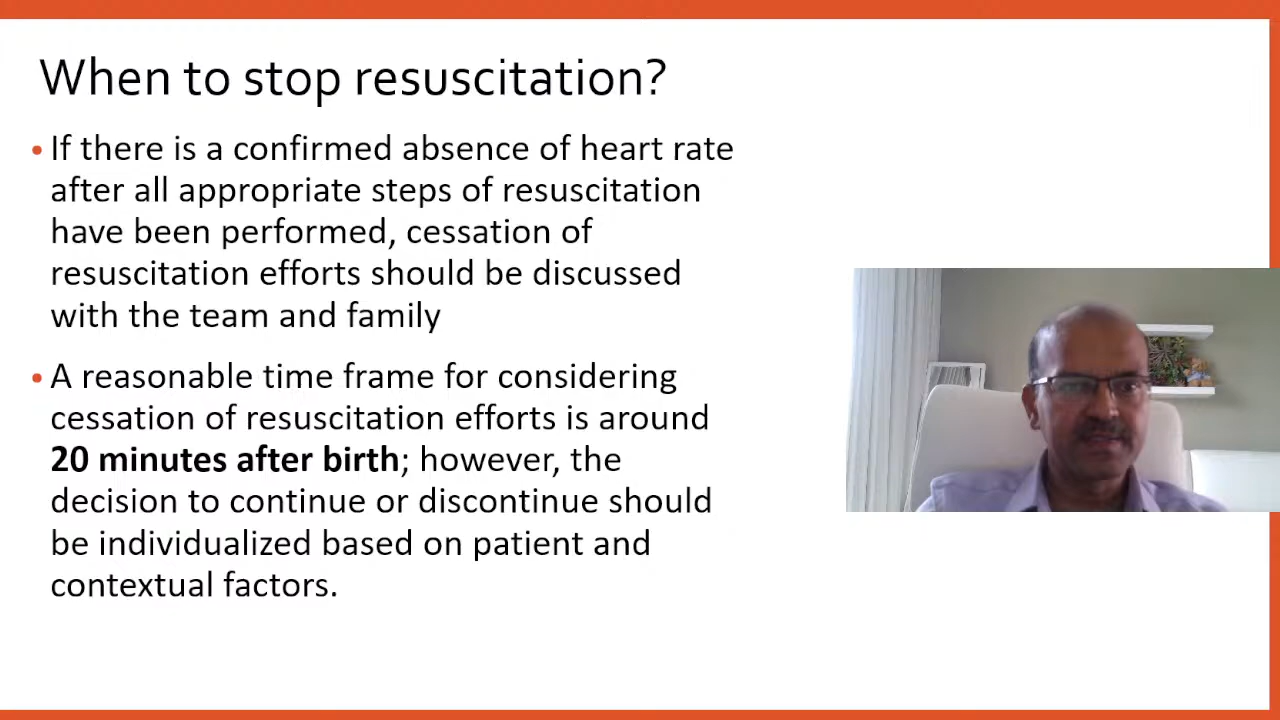 When to stop resuscitation?
• If there is a confirmed absence of heart rate
after all appropriate steps of resuscitation
have been performed, cessation of
resuscitation efforts should be discussed
with the team and family
• A reasonable time frame for considering
cessation of resuscitation efforts is around
20 minutes after birth; however, the
decision to continue or discontinue should
be individualized based on patient and
contextual factors.